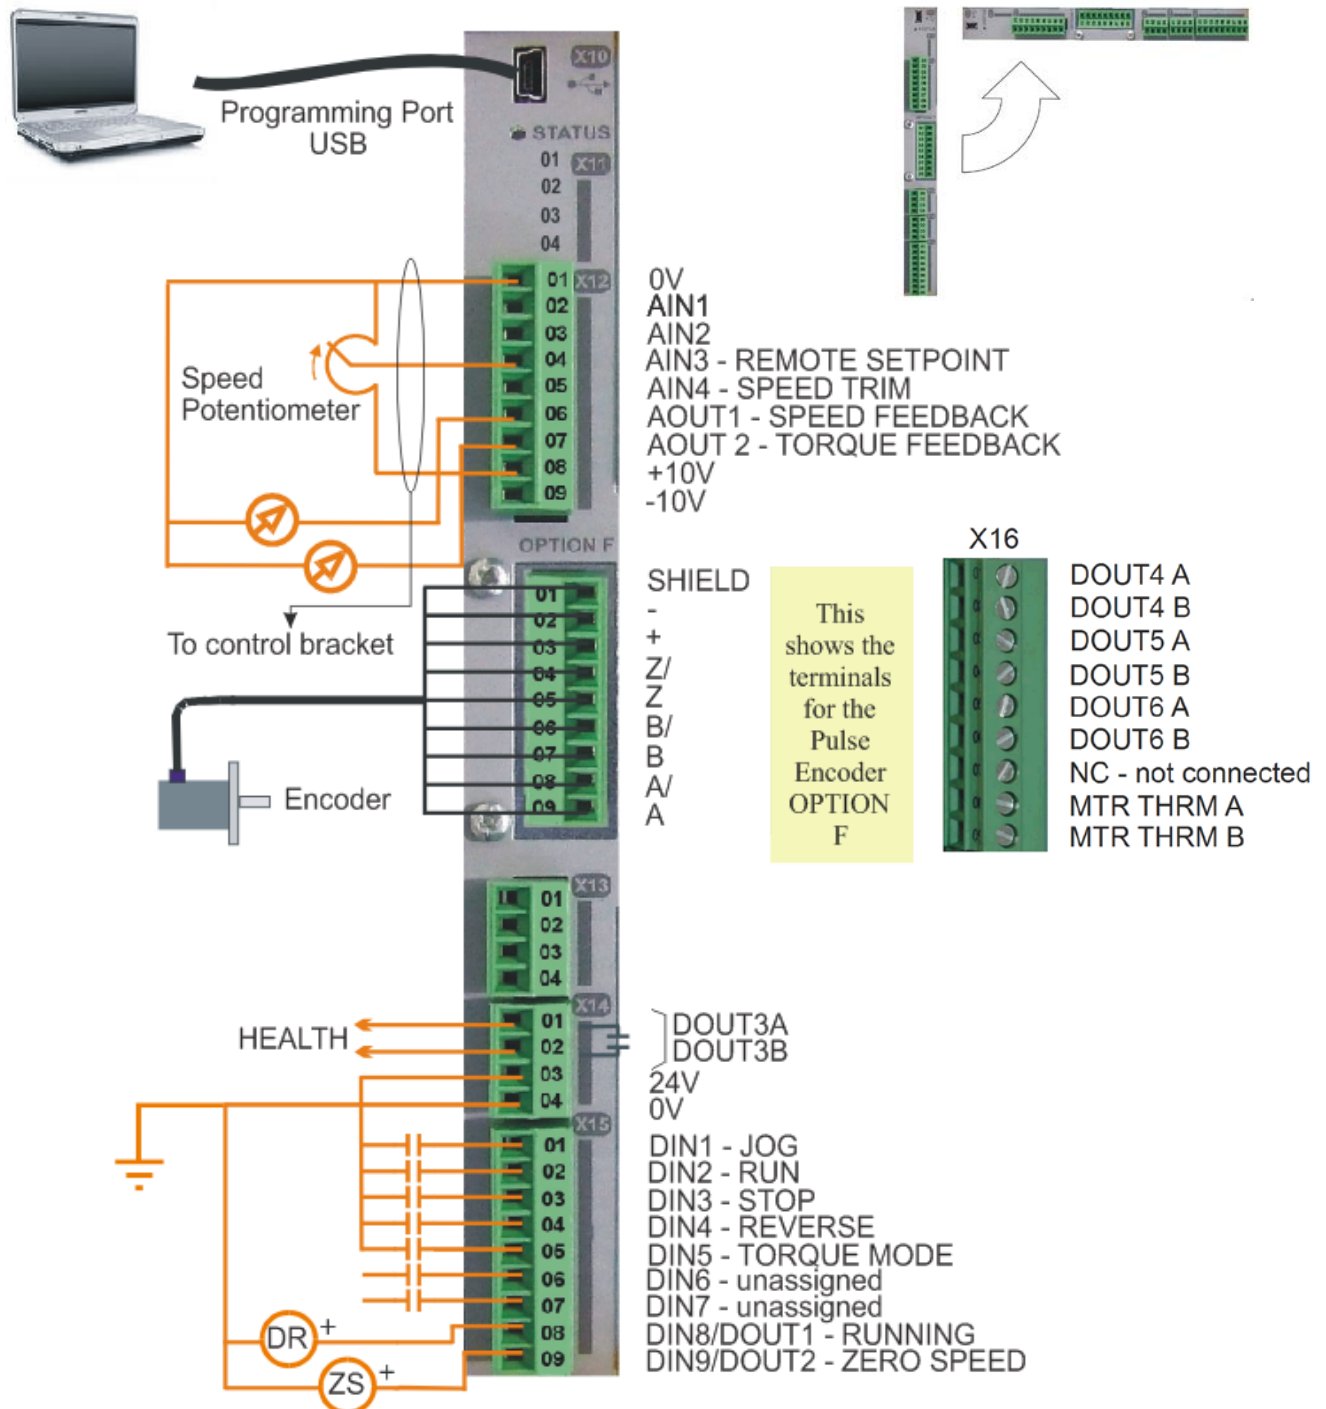 X10
Programming Port
USB
STATUS
01 X11
02
03
04
01 X12 0V
02 AIN1
03 AIN2
04 AIN3 - REMOTE SETPOINT
05 AIN4 - SPEED TRIM
06 AOUT1 - SPEED FEEDBACK
07 AOUT 2 - TORQUE FEEDBACK
08 +10V
09 -10V
Speed
Potentiometer
To control bracket
OPTION F
01 SHIELD
02 -
03 +
04 Z/
05 Z
06 B/
07 B
08 A/
09 A
Encoder
This
shows the
terminals
for the
Pulse
Encoder
OPTION
F
X16
DOUT4 A
DOUT4 B
DOUT5 A
DOUT5 B
DOUT6 A
DOUT6 B
NC - not connected
MTR THRM A
MTR THRM B
X13
01
02
03
04
X14
HEALTH
01 DOUT3A
02 DOUT3B
03 24V
04 0V
X15
01 DIN1 - JOG
02 DIN2 - RUN
03 DIN3 - STOP
04 DIN4 - REVERSE
05 DIN5 - TORQUE MODE
06 DIN6 - unassigned
07 DIN7 - unassigned
DR + 08 DIN8/DOUT1 - RUNNING
ZS + 09 DIN9/DOUT2 - ZERO SPEED